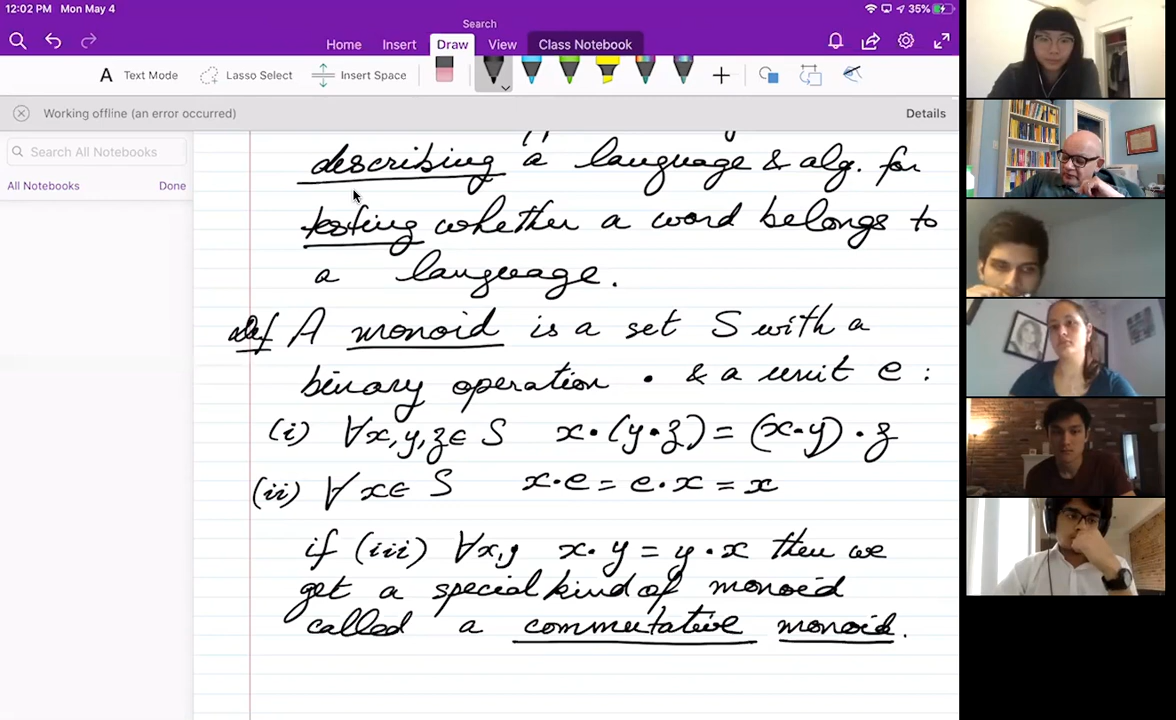 12:02 PM Mon May 4
35%
Search
Home Insert Draw View Class Notebook
Text Mode Lasso Select Insert Space
Working offline (an error occurred)
Details
Search All Notebooks
All Notebooks Done
describing a language & alg. for
testing whether a word belongs to
a language.
Def A monoid is a set S with a
binary operation • & a unit e :
(i) ∀x,y,z∈ S x•(y•z) = (x•y)•z
(ii) ∀ x∈ S x•e = e•x = x
if (iii) ∀x,y x•y = y•x then we
get a special kind of monoid
called a commutative monoid.